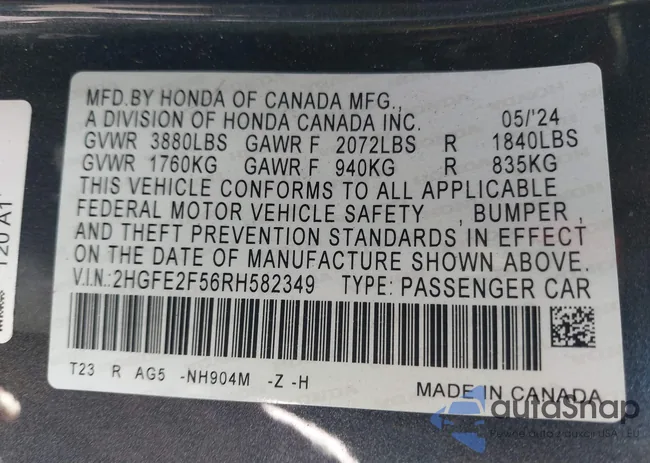 MFD.BY HONDA OF CANADA MFG.,
A DIVISION OF HONDA CANADA INC. 05/'24
GVWR 3880LBS GAWR F 2072LBS R 1840LBS
GVWR 1760KG GAWR F 940KG R 835KG
THIS VEHICLE CONFORMS TO ALL APPLICABLE
FEDERAL MOTOR VEHICLE SAFETY , BUMPER ,
AND THEFT PREVENTION STANDARDS IN EFFECT
ON THE DATE OF MANUFACTURE SHOWN ABOVE.
V.I.N.:2HGFE2F56RH582349 TYPE: PASSENGER CAR
T23 R AG5 -NH904M -Z -H
MADE IN CANADA
120 A1
autoSnap